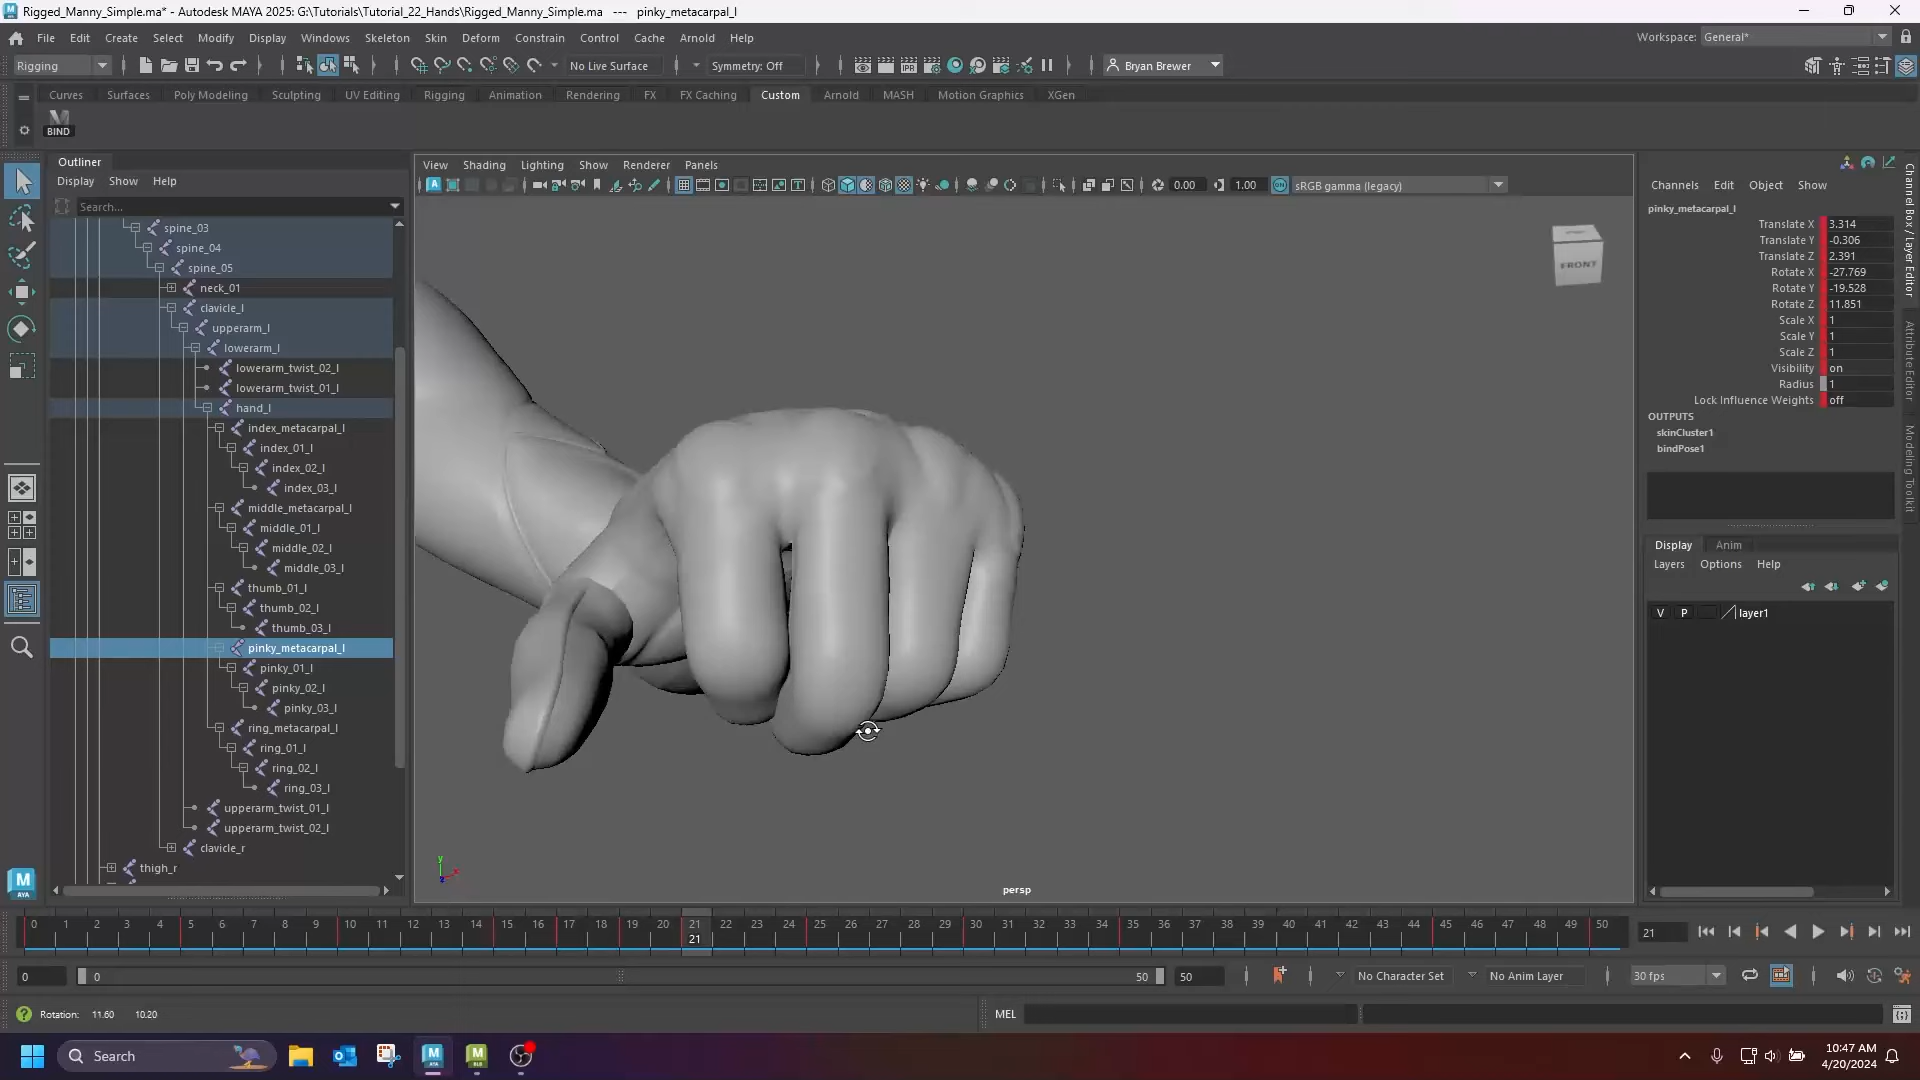 Rigged_Manny_Simple.ma* - Autodesk MAYA 2025: G:\Tutorials\Tutorial_22_Hands\Rigged_Manny_Simple.ma --- pinky_metacarpal_l
File Edit Create Select Modify Display Windows Skeleton Skin Deform Constrain Control Cache Arnold Help
Workspace: General*
Rigging
No Live Surface
Symmetry: Off
Bryan Brewer
Curves Surfaces Poly Modeling Sculpting UV Editing Rigging Animation Rendering FX FX Caching Custom Arnold MASH Motion Graphics XGen
BIND
Outliner
Display Show Help
Search...
spine_03
spine_04
spine_05
neck_01
clavicle_l
upperarm_l
lowerarm_l
lowerarm_twist_02_l
lowerarm_twist_01_l
hand_l
index_metacarpal_l
index_01_l
index_02_l
index_03_l
middle_metacarpal_l
middle_01_l
middle_02_l
middle_03_l
thumb_01_l
thumb_02_l
thumb_03_l
pinky_metacarpal_l
pinky_01_l
pinky_02_l
pinky_03_l
ring_metacarpal_l
ring_01_l
ring_02_l
ring_03_l
upperarm_twist_01_l
upperarm_twist_02_l
clavicle_r
thigh_r
View Shading Lighting Show Renderer Panels
0.00 1.00 sRGB gamma (legacy)
FRONT
y
persp
Channels Edit Object Show
pinky_metacarpal_l
Translate X 3.314
Translate Y -0.306
Translate Z 2.391
Rotate X -27.769
Rotate Y -19.528
Rotate Z 11.851
Scale X 1
Scale Y 1
Scale Z 1
Visibility on
Radius 1
Lock Influence Weights off
OUTPUTS
skinCluster1
bindPose1
Display Anim
Layers Options Help
V P layer1
Channel Box / Layer Editor
Attribute Editor
Modeling Toolkit
0 1 2 3 4 5 6 7 8 9 10 11 12 13 14 15 16 17 18 19 20 21 22 23 24 25 26 27 28 29 30 31 32 33 34 35 36 37 38 39 40 41 42 43 44 45 46 47 48 49 50
21
21
0 0 50 50
No Character Set
No Anim Layer
30 fps
Rotation: 11.60 10.20
MEL
Search
10:47 AM
4/20/2024